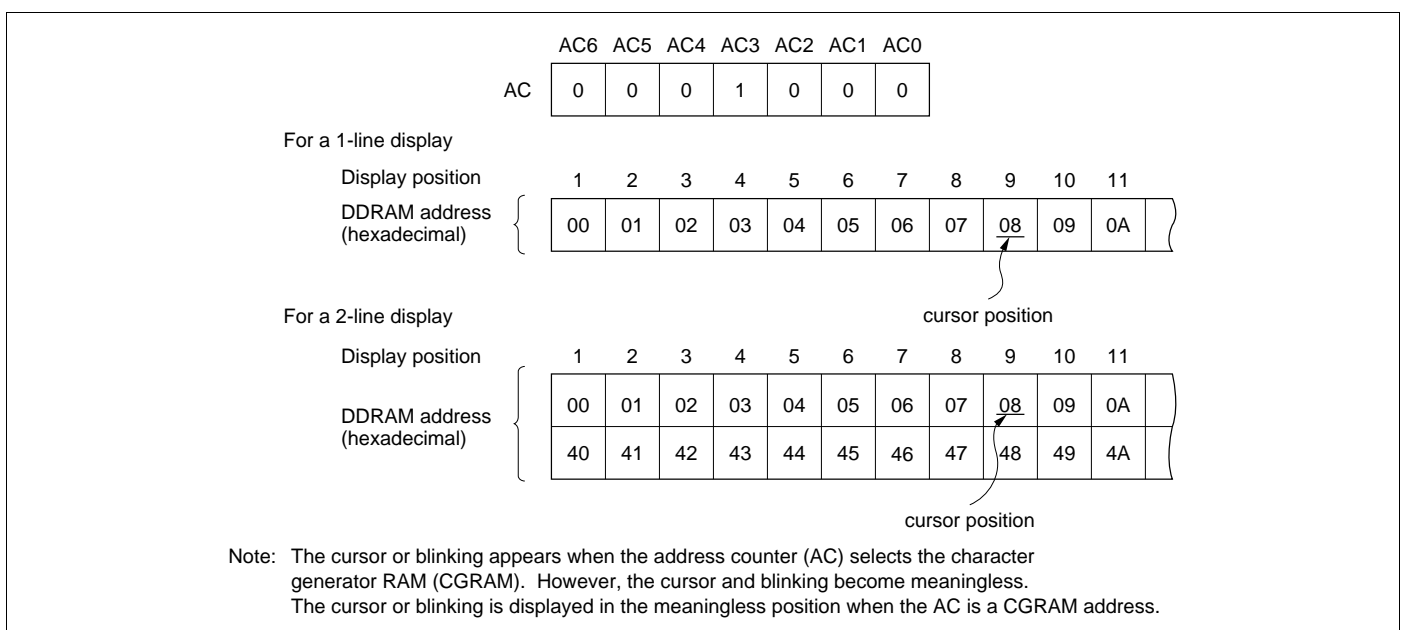 AC6 AC5 AC4 AC3 AC2 AC1 AC0
AC 0 0 0 1 0 0 0
For a 1-line display
Display position 1 2 3 4 5 6 7 8 9 10 11
DDRAM address
(hexadecimal)
00 01 02 03 04 05 06 07 08 09 0A
cursor position
For a 2-line display
Display position 1 2 3 4 5 6 7 8 9 10 11
DDRAM address
(hexadecimal)
00 01 02 03 04 05 06 07 08 09 0A
40 41 42 43 44 45 46 47 48 49 4A
cursor position
Note: The cursor or blinking appears when the address counter (AC) selects the character
generator RAM (CGRAM). However, the cursor and blinking become meaningless.
The cursor or blinking is displayed in the meaningless position when the AC is a CGRAM address.